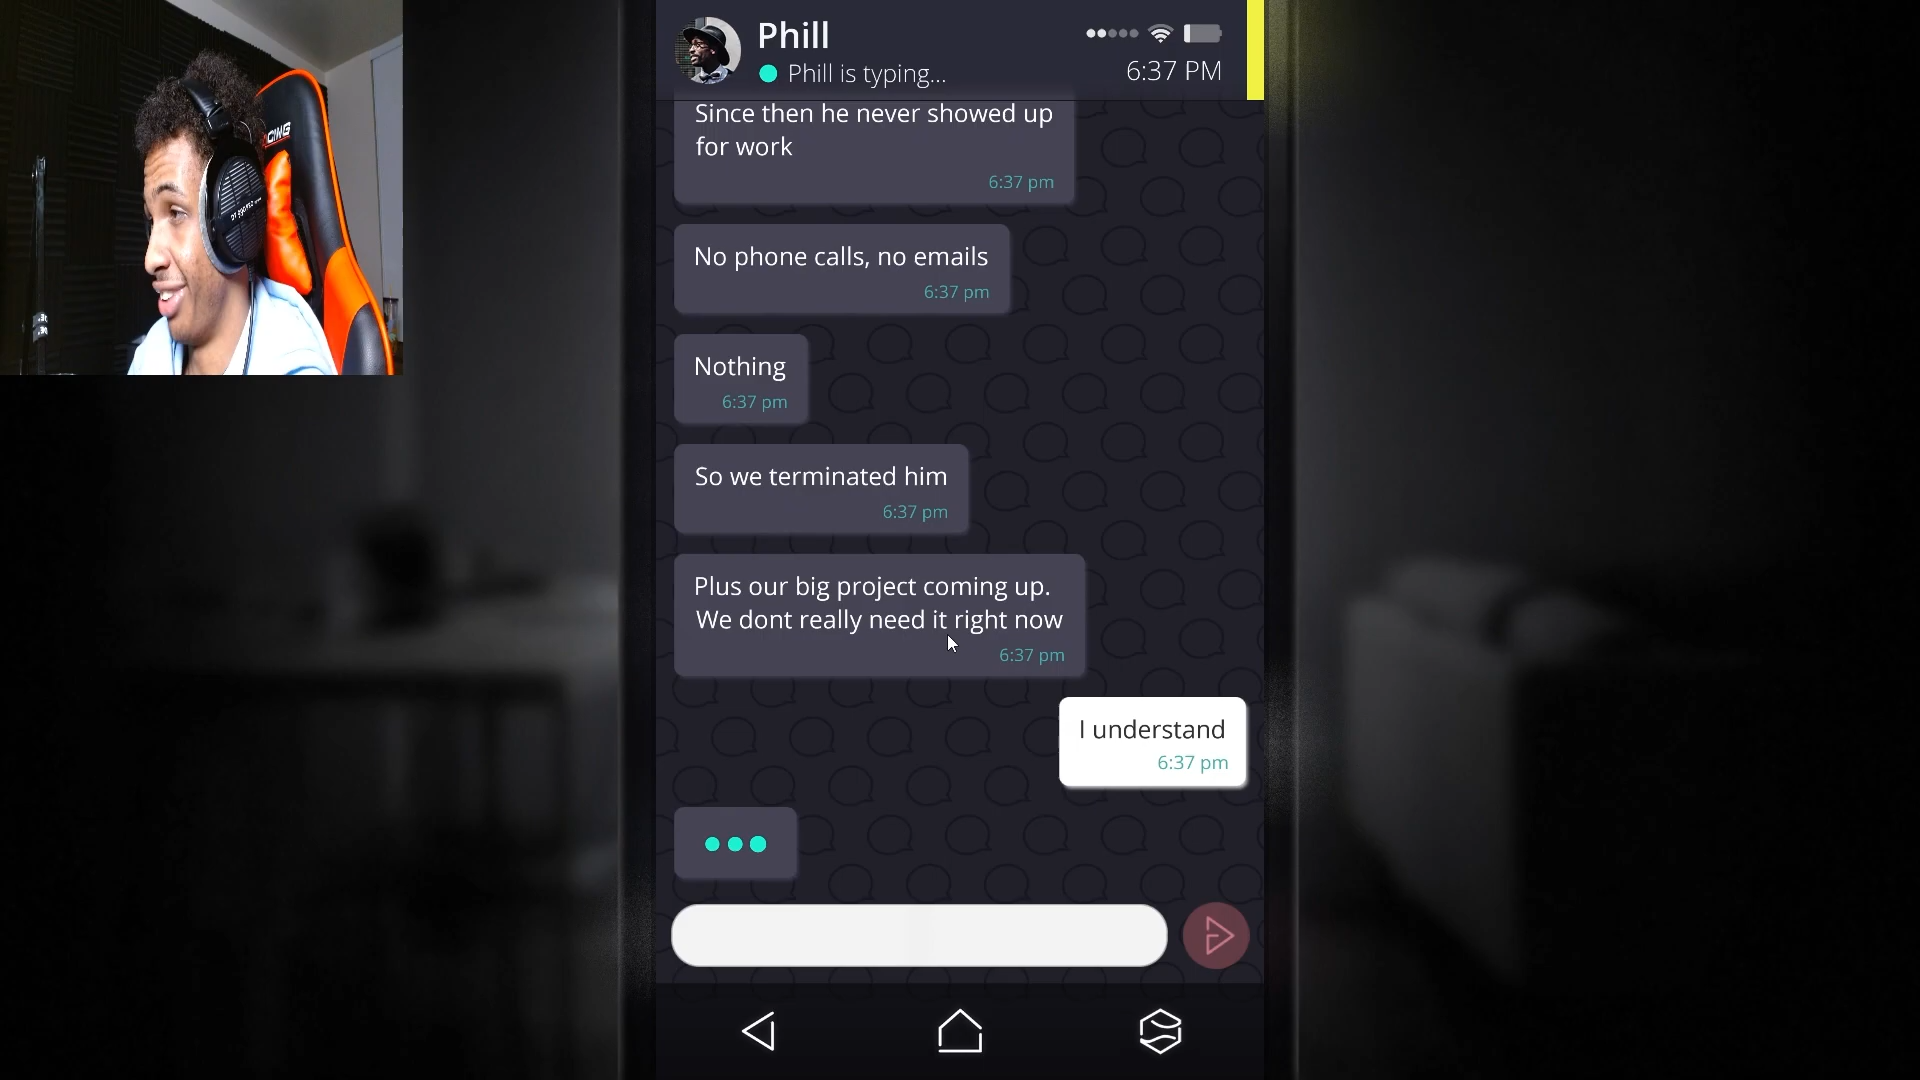 Phill
Phill is typing...
6:37 PM
Since then he never showed up
for work
6:37 pm
No phone calls, no emails
6:37 pm
Nothing
6:37 pm
So we terminated him
6:37 pm
Plus our big project coming up.
We dont really need it right now
6:37 pm
I understand
6:37 pm